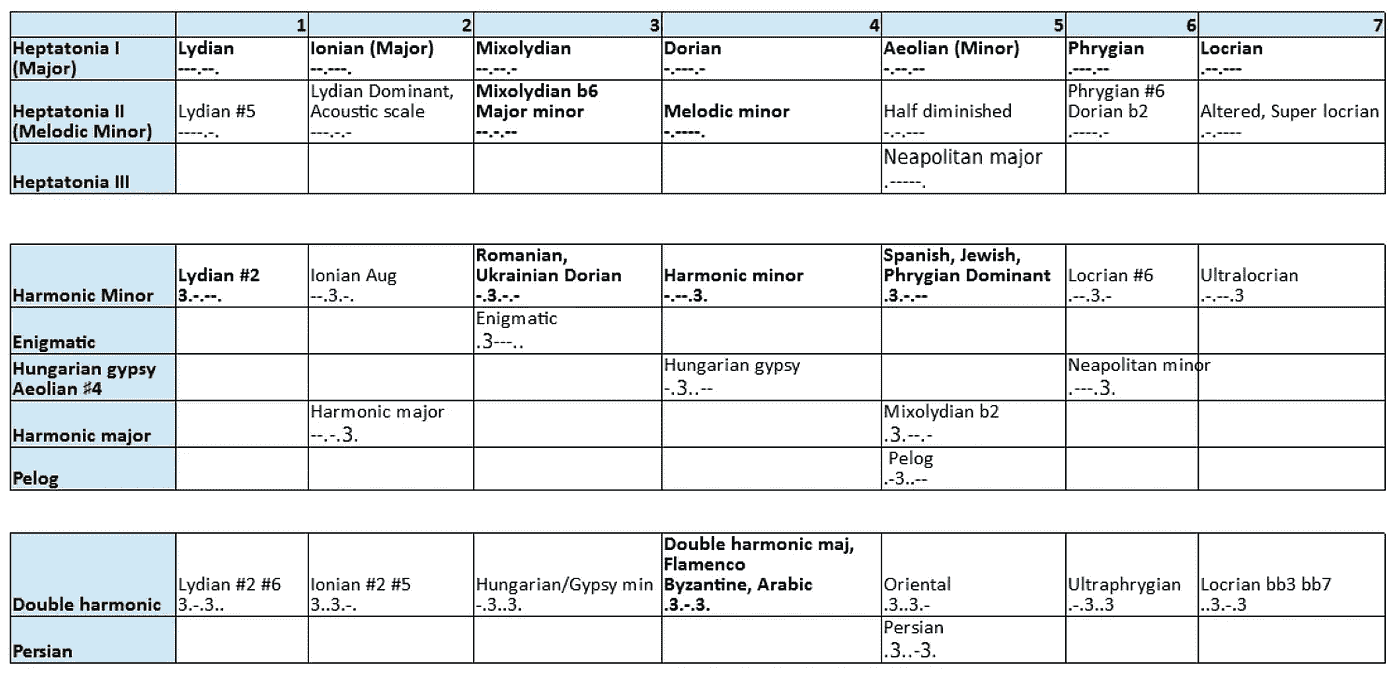 1 2 3 4 5 6 7
Heptatonia I
(Major)
Lydian
---.--.
Ionian (Major)
--.---.
Mixolydian
--.--.-
Dorian
-.---.-
Aeolian (Minor)
-.--.--
Phrygian
.---.--
Locrian
.--.---
Heptatonia II
(Melodic Minor)
Lydian #5
----.-.
Lydian Dominant,
Acoustic scale
---.-.-
Mixolydian b6
Major minor
--.-.--
Melodic minor
-.----.
Half diminished
-.-.---
Phrygian #6
Dorian b2
.----.-
Altered, Super locrian
.-.----
Heptatonia III
Neapolitan major
.-----.
Harmonic Minor
Lydian #2
3.-.--.
Ionian Aug
--.3.-.
Romanian,
Ukrainian Dorian
-.3.-.-
Harmonic minor
-.--.3.
Spanish, Jewish,
Phrygian Dominant
.3.-.--
Locrian #6
.--.3.-
Ultralocrian
.-.--.3
Enigmatic
Enigmatic
.3---..
Hungarian gypsy
Aeolian ♯4
Hungarian gypsy
-.3..--
Neapolitan minor
.---.3.
Harmonic major
Harmonic major
--.-.3.
Mixolydian b2
.3.--.-
Pelog
Pelog
.-3..--
Double harmonic
Lydian #2 #6
3.-.3..
Ionian #2 #5
3..3.-.
Hungarian/Gypsy min
-.3..3.
Double harmonic maj,
Flamenco
Byzantine, Arabic
.3.-.3.
Oriental
.3..3.-
Ultraphrygian
.-.3..3
Locrian bb3 bb7
..3.-.3
Persian
Persian
.3..-3.